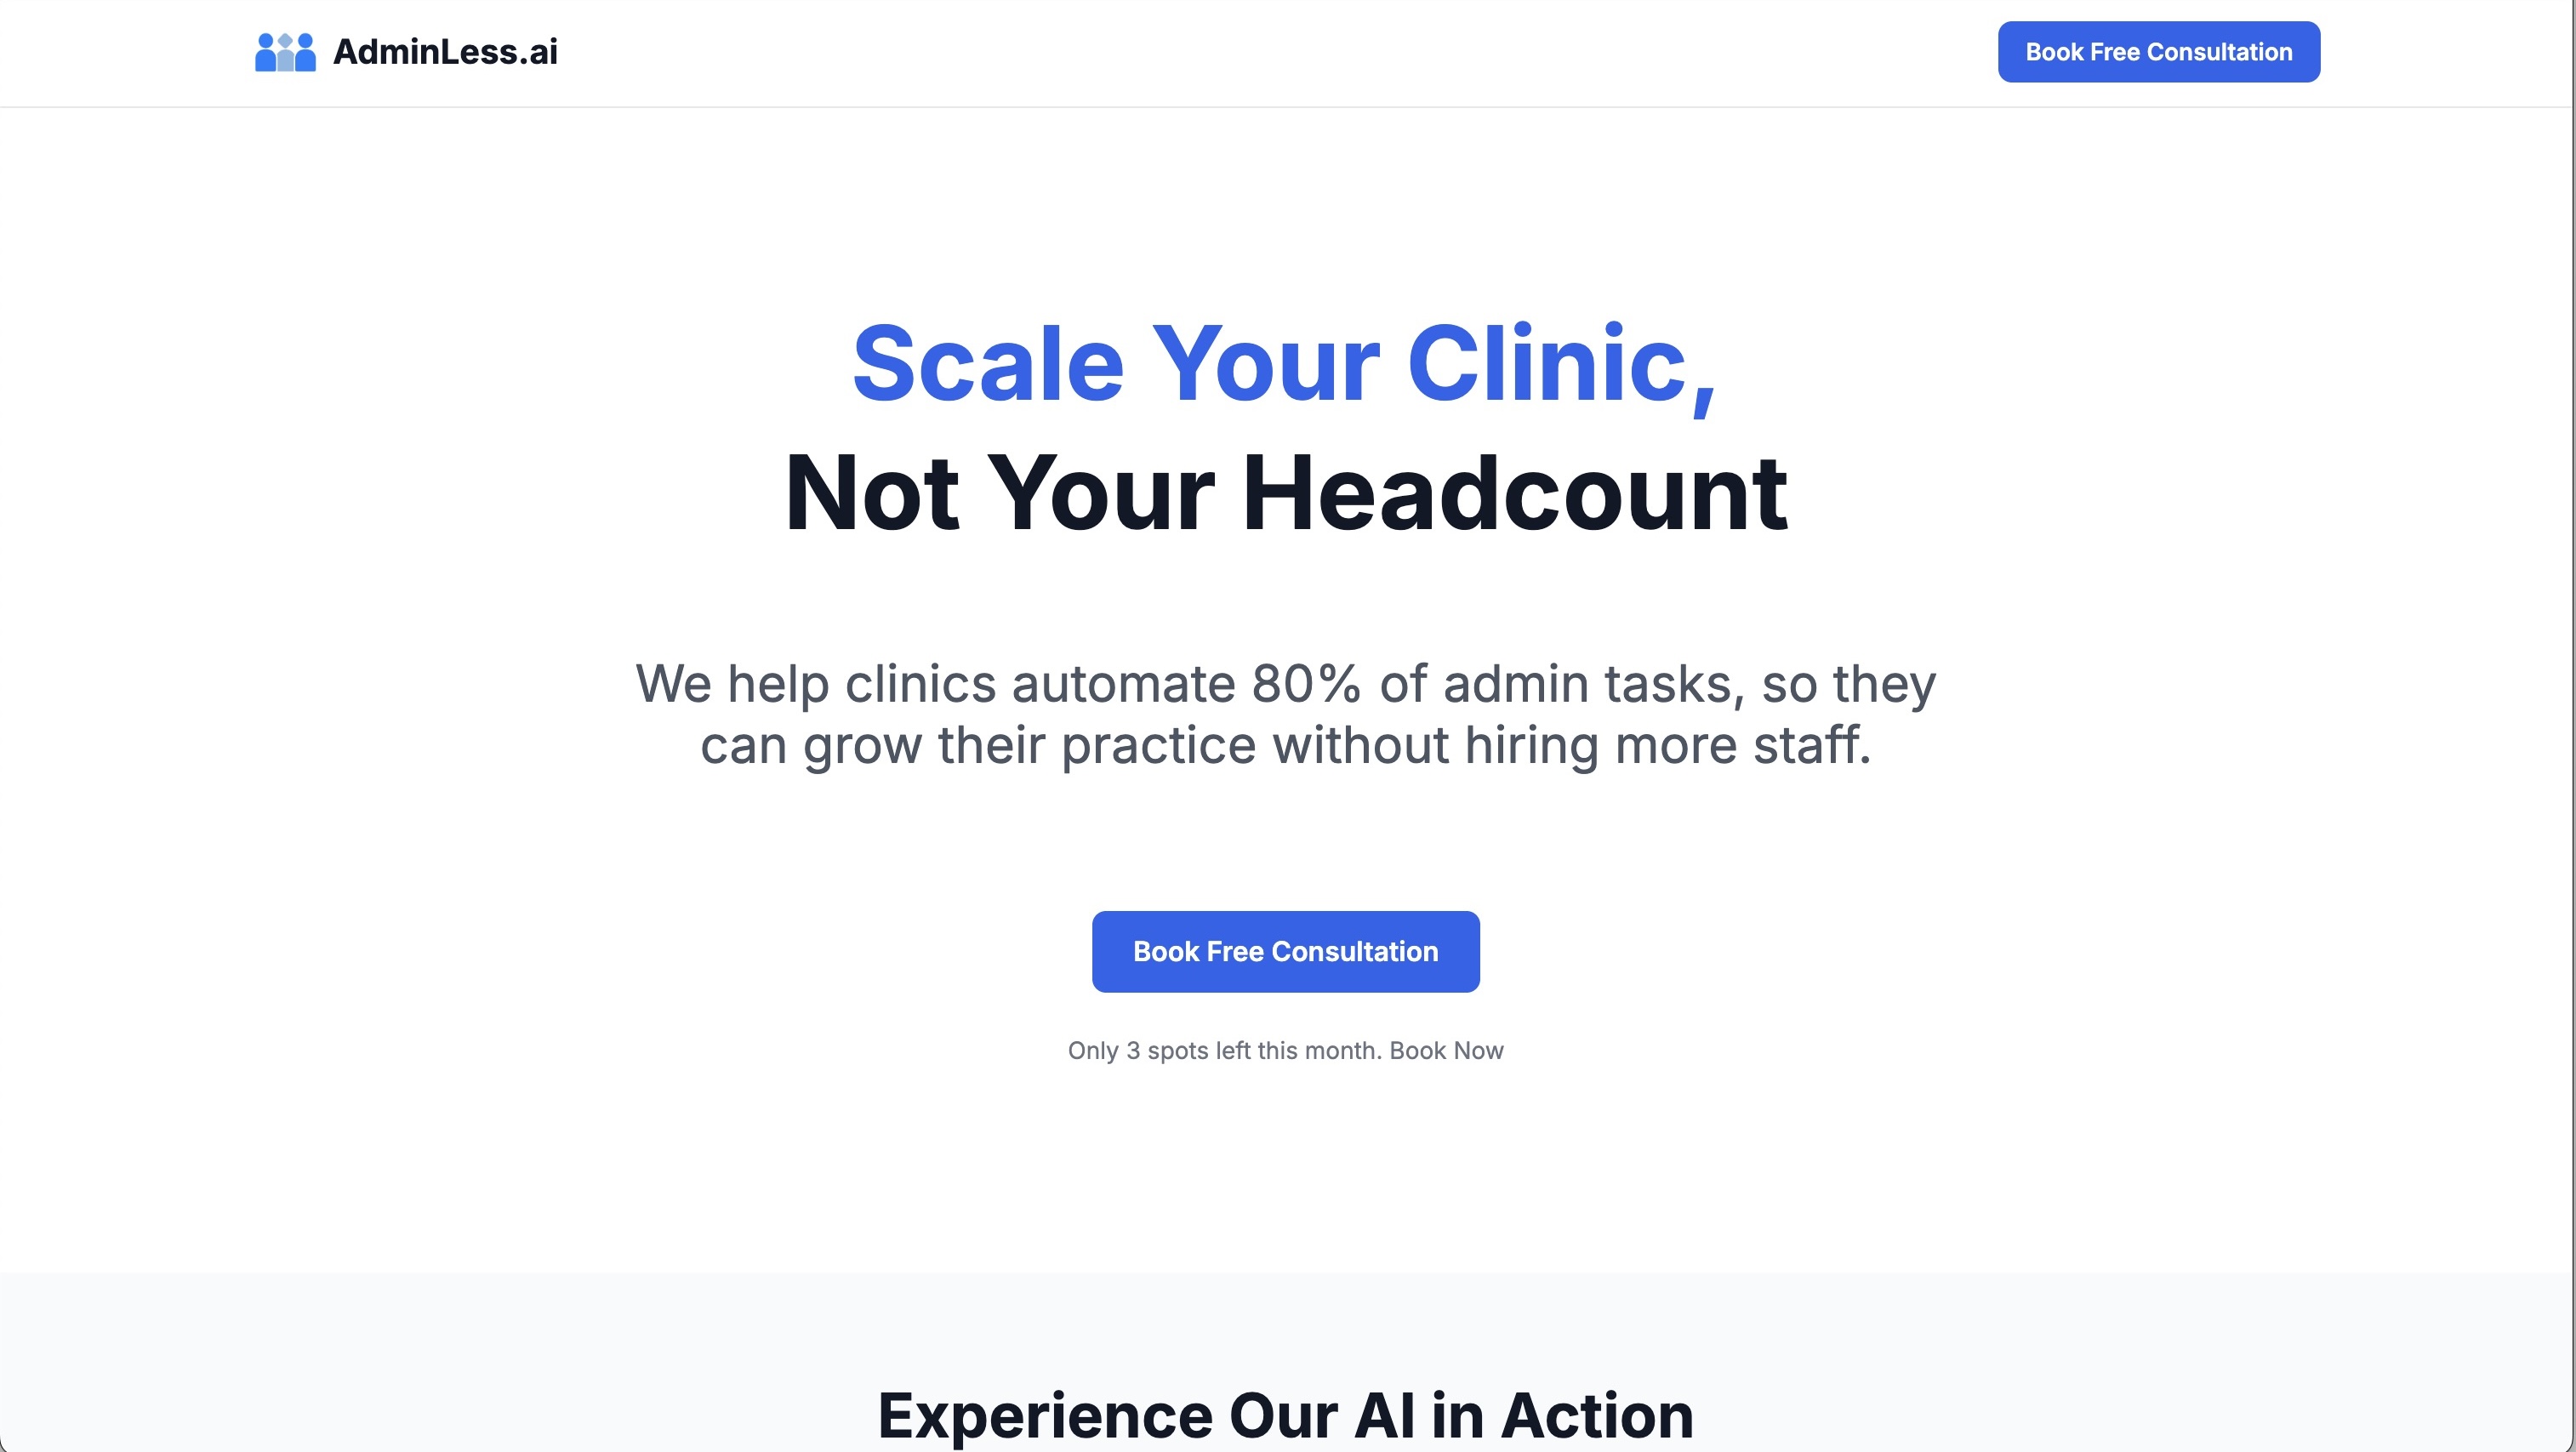 AdminLess.ai
Book Free Consultation
Scale Your Clinic,
Not Your Headcount
We help clinics automate 80% of admin tasks, so they
can grow their practice without hiring more staff.
Book Free Consultation
Only 3 spots left this month. Book Now
Experience Our AI in Action